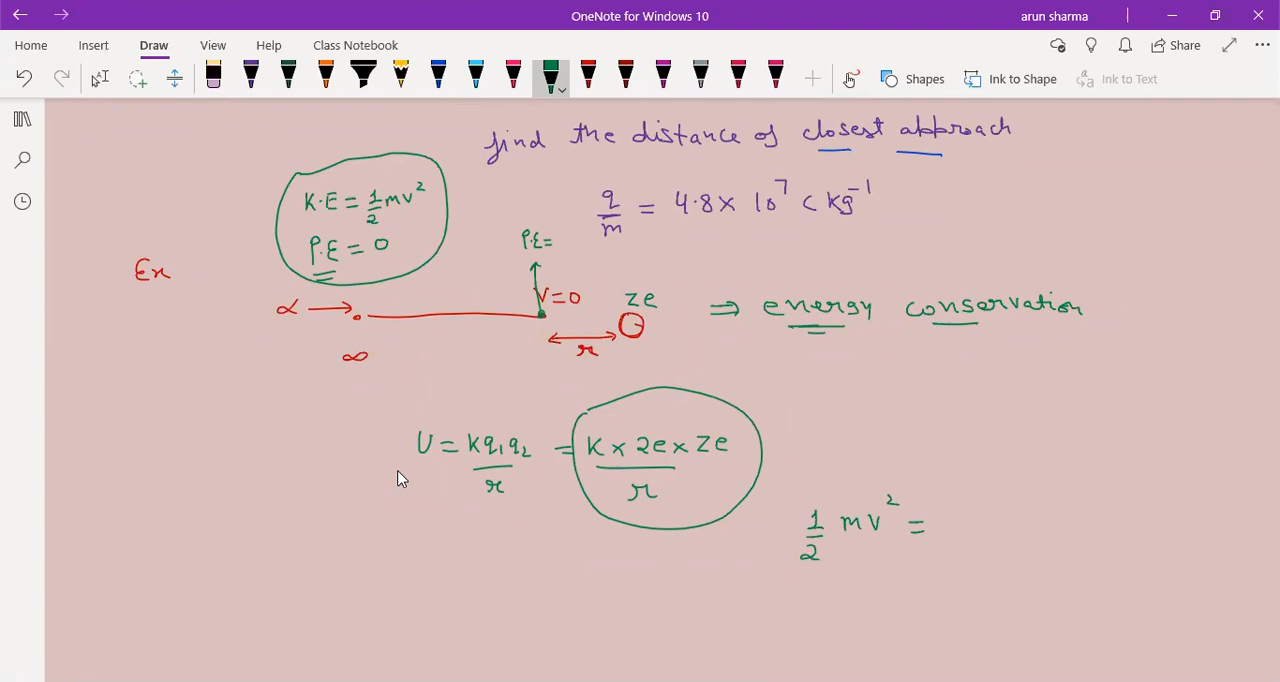 OneNote for Windows 10
arun sharma
Home Insert Draw View Help Class Notebook
Share
Shapes Ink to Shape Ink to Text
find the distance of closest approach
q/m = 4.8 x 10⁷ C kg⁻¹
K.E = 1/2 mv²
P.E = 0
P.E =
Ex
α →
V=0
ze
⇒ energy conservation
∞
r
U = Kq₁q₂/r = K x 2e x Ze/r
1/2 mv² =